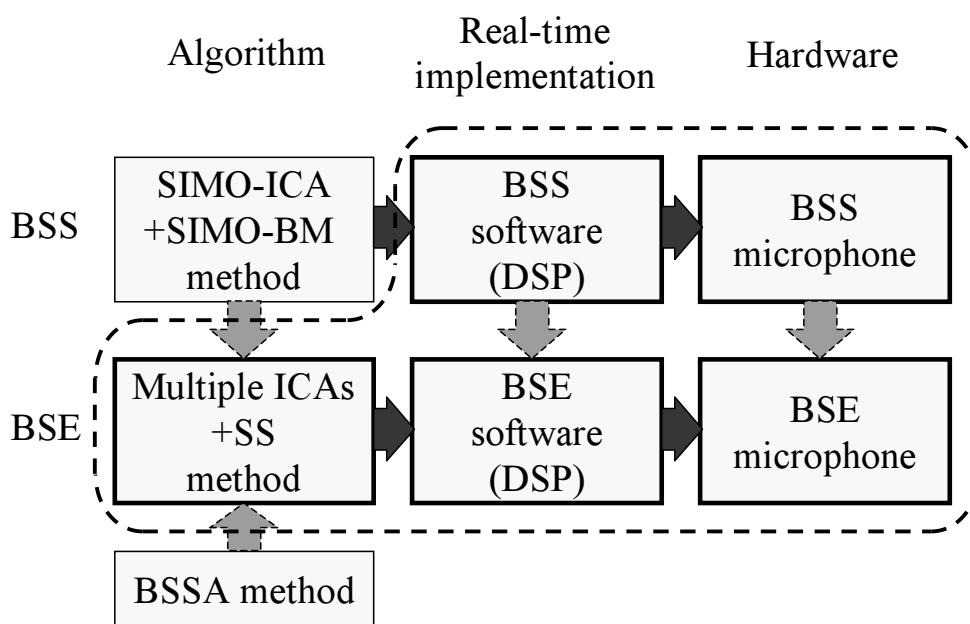 Algorithm
Real-time
implementation
Hardware
BSS
SIMO-ICA
+SIMO-BM
method
BSS
software
(DSP)
BSS
microphone
BSE
Multiple ICAs
+SS
method
BSE
software
(DSP)
BSE
microphone
BSSA method